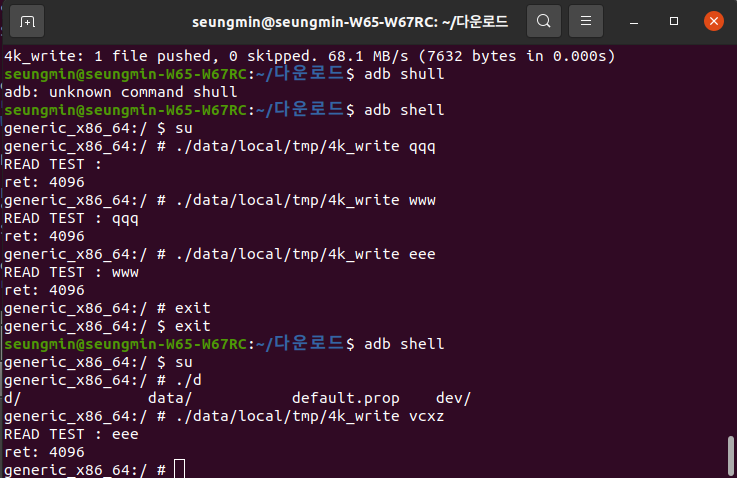 seungmin@seungmin-W65-W67RC: ~/다운로드
4k_write: 1 file pushed, 0 skipped. 68.1 MB/s (7632 bytes in 0.000s)
seungmin@seungmin-W65-W67RC:~/다운로드$ adb shull
adb: unknown command shull
seungmin@seungmin-W65-W67RC:~/다운로드$ adb shell
generic_x86_64:/ $ su
generic_x86_64:/ # ./data/local/tmp/4k_write qqq
READ TEST :
ret: 4096
generic_x86_64:/ # ./data/local/tmp/4k_write www
READ TEST : qqq
ret: 4096
generic_x86_64:/ # ./data/local/tmp/4k_write eee
READ TEST : www
ret: 4096
generic_x86_64:/ # exit
generic_x86_64:/ $ exit
seungmin@seungmin-W65-W67RC:~/다운로드$ adb shell
generic_x86_64:/ $ su
generic_x86_64:/ # ./d
d/ data/ default.prop dev/
generic_x86_64:/ # ./data/local/tmp/4k_write vcxz
READ TEST : eee
ret: 4096
generic_x86_64:/ #